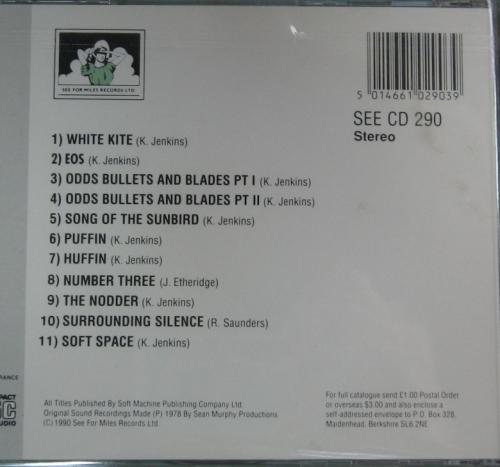 SEE FOR MILES RECORDS LTD
5 014661 029039
SEE CD 290
Stereo
1) WHITE KITE (K. Jenkins)
2) EOS (K. Jenkins)
3) ODDS BULLETS AND BLADES PT I (K. Jenkins)
4) ODDS BULLETS AND BLADES PT II (K. Jenkins)
5) SONG OF THE SUNBIRD (K. Jenkins)
6) PUFFIN (K. Jenkins)
7) HUFFIN (K. Jenkins)
8) NUMBER THREE (J. Etheridge)
9) THE NODDER (K. Jenkins)
10) SURROUNDING SILENCE (R. Saunders)
11) SOFT SPACE (K. Jenkins)
All Titles Published By Soft Machine Publishing Company Ltd
Original Sound Recordings Made (P) 1978 By Sean Murphy Productions
(C) 1990 See For Miles Records Ltd
For full catalogue send £1.00 Postal Order
or overseas $3.00 and also enclose a
self-addressed envelope to P.O. Box 328,
Maidenhead, Berkshire SL6 2NE